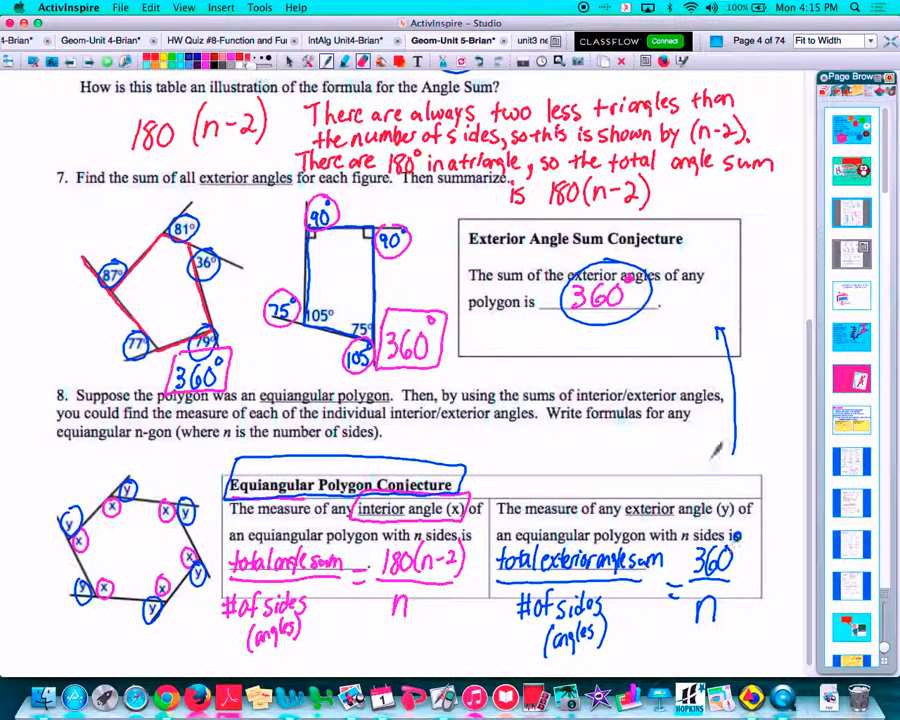 ActivInspire File Edit View Insert Tools Help 100% Mon 4:15 PM
ActivInspire - Studio
4-Brian* Geom-Unit 4-Brian* HW Quiz #8-Function and Fu IntAlg Unit4-Brian* Geom-Unit 5-Brian* unit3 ne CLASSFLOW Connect Page 4 of 74 Fit to Width
Page Brow
How is this table an illustration of the formula for the Angle Sum?
180 (n-2)
There are always two less triangles than
the number of sides, so this is shown by (n-2).
There are 180° in a triangle, so the total angle sum
is 180(n-2)
7. Find the sum of all exterior angles for each figure. Then summarize.
81°
36°
87°
77°
79°
360°
90°
90°
75°
105°
75°
105°
360°
Exterior Angle Sum Conjecture
The sum of the exterior angles of any
polygon is 360°.
8. Suppose the polygon was an equiangular polygon. Then, by using the sums of interior/exterior angles,
you could find the measure of each of the individual interior/exterior angles. Write formulas for any
equiangular n-gon (where n is the number of sides).
y
x
x
y
y
x
x
y
y
x
x
y
Equiangular Polygon Conjecture
The measure of any interior angle (x) of
an equiangular polygon with n sides is
total angle sum = 180(n-2)
# of sides n
(angles)
The measure of any exterior angle (y) of
an equiangular polygon with n sides is
total exterior angle sum = 360
# of sides n
(angles)
HOPKINS